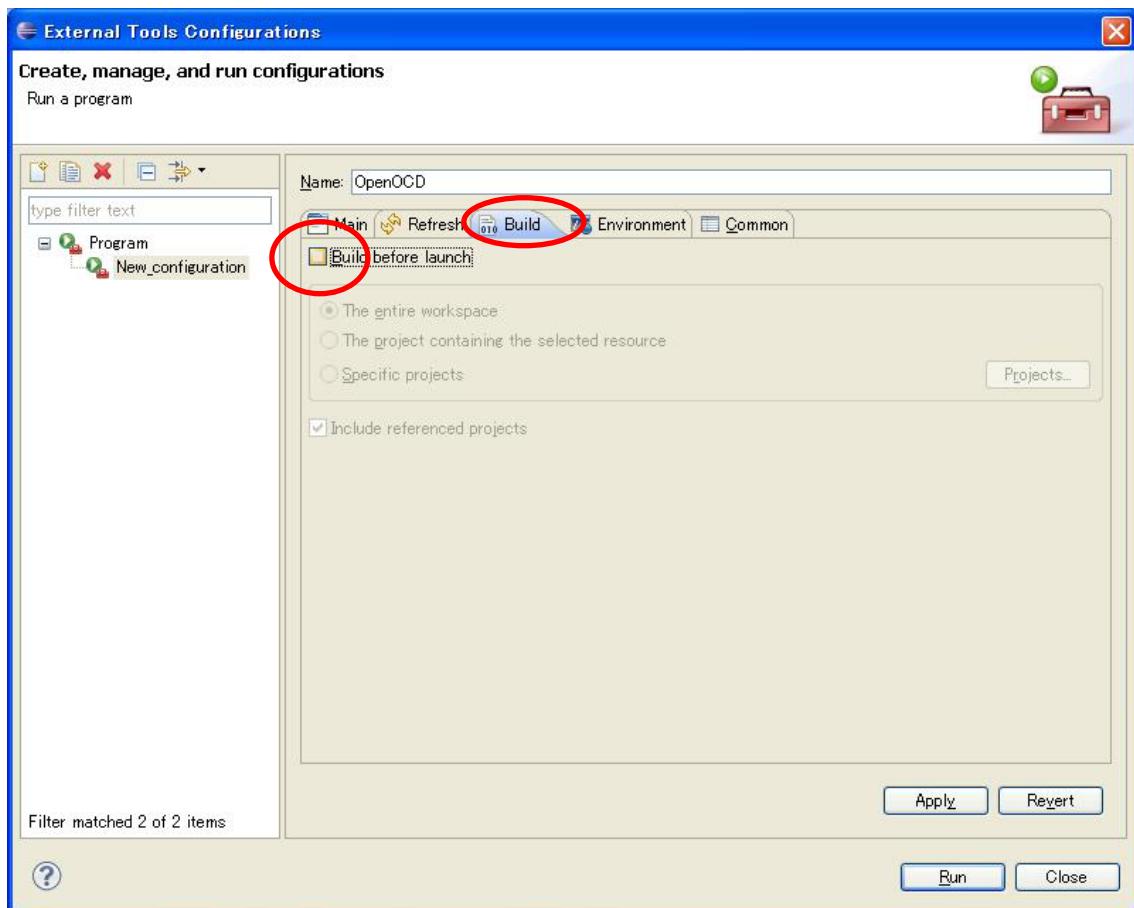 External Tools Configurations
Create, manage, and run configurations
Run a program
Name: OpenOCD
type filter text
Main Refresh Build Environment Common
Program
Build before launch
New_configuration
The entire workspace
The project containing the selected resource
Specific projects Projects...
Include referenced projects
Apply Revert
Filter matched 2 of 2 items
? Run Close